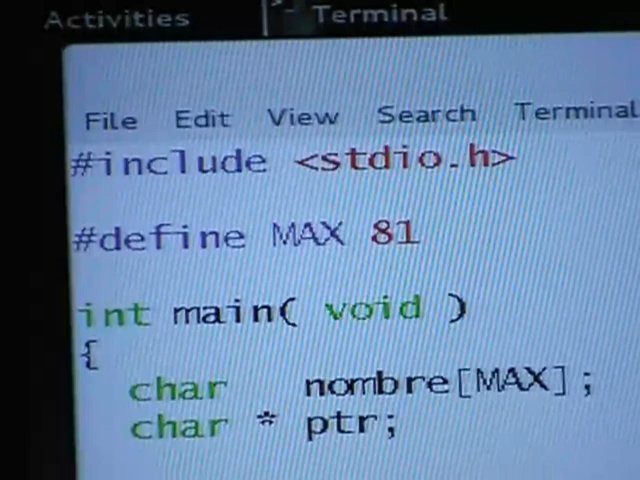 Activities Terminal
File Edit View Search Terminal
#include <stdio.h>
#define MAX 81
int main( void )
{
char nombre[MAX];
char * ptr;